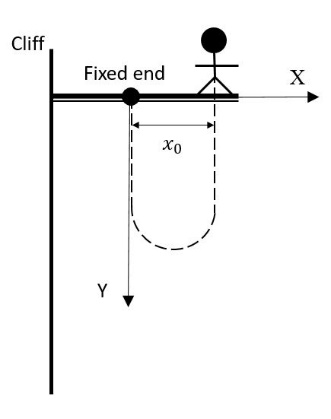 Cliff
Fixed end
X
x₀
Y